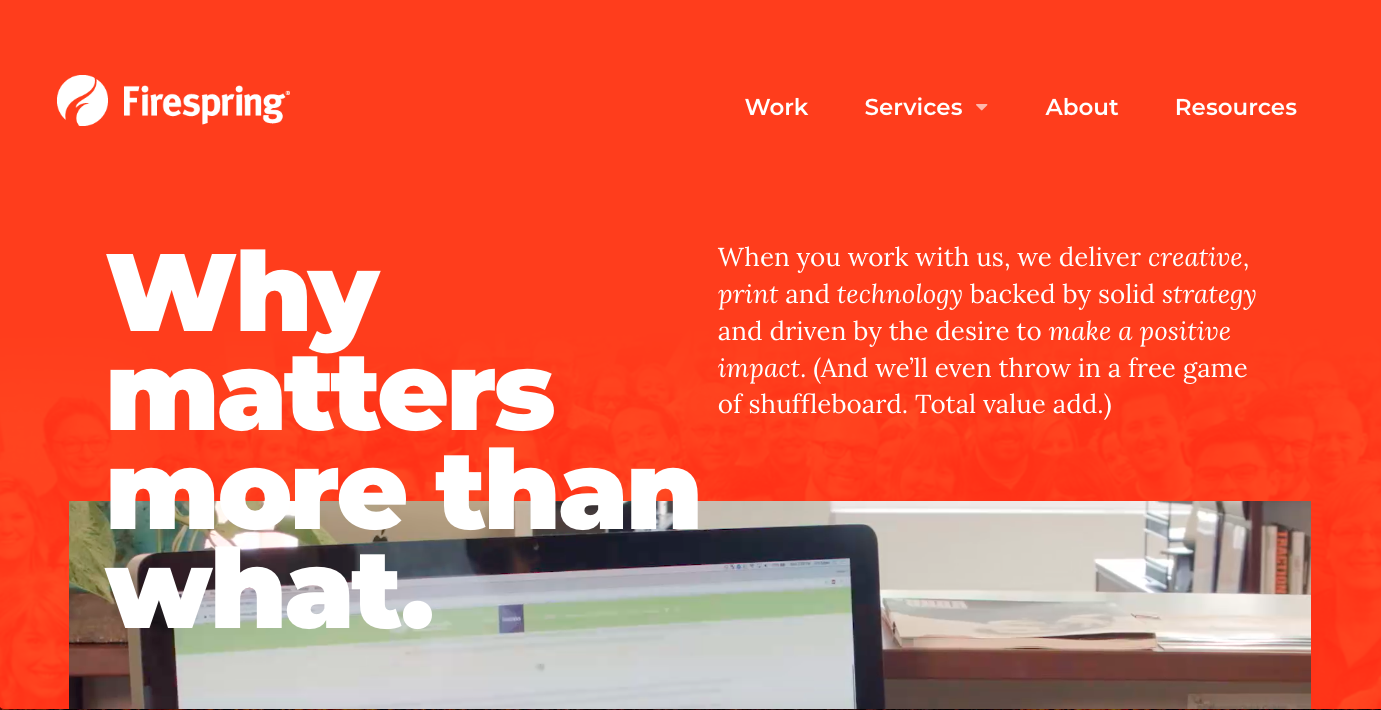 Firespring®
Work
Services
About
Resources
Why
matters
more than
what.
When you work with us, we deliver creative,
print and technology backed by solid strategy
and driven by the desire to make a positive
impact. (And we’ll even throw in a free game
of shuffleboard. Total value add.)
TRACTION